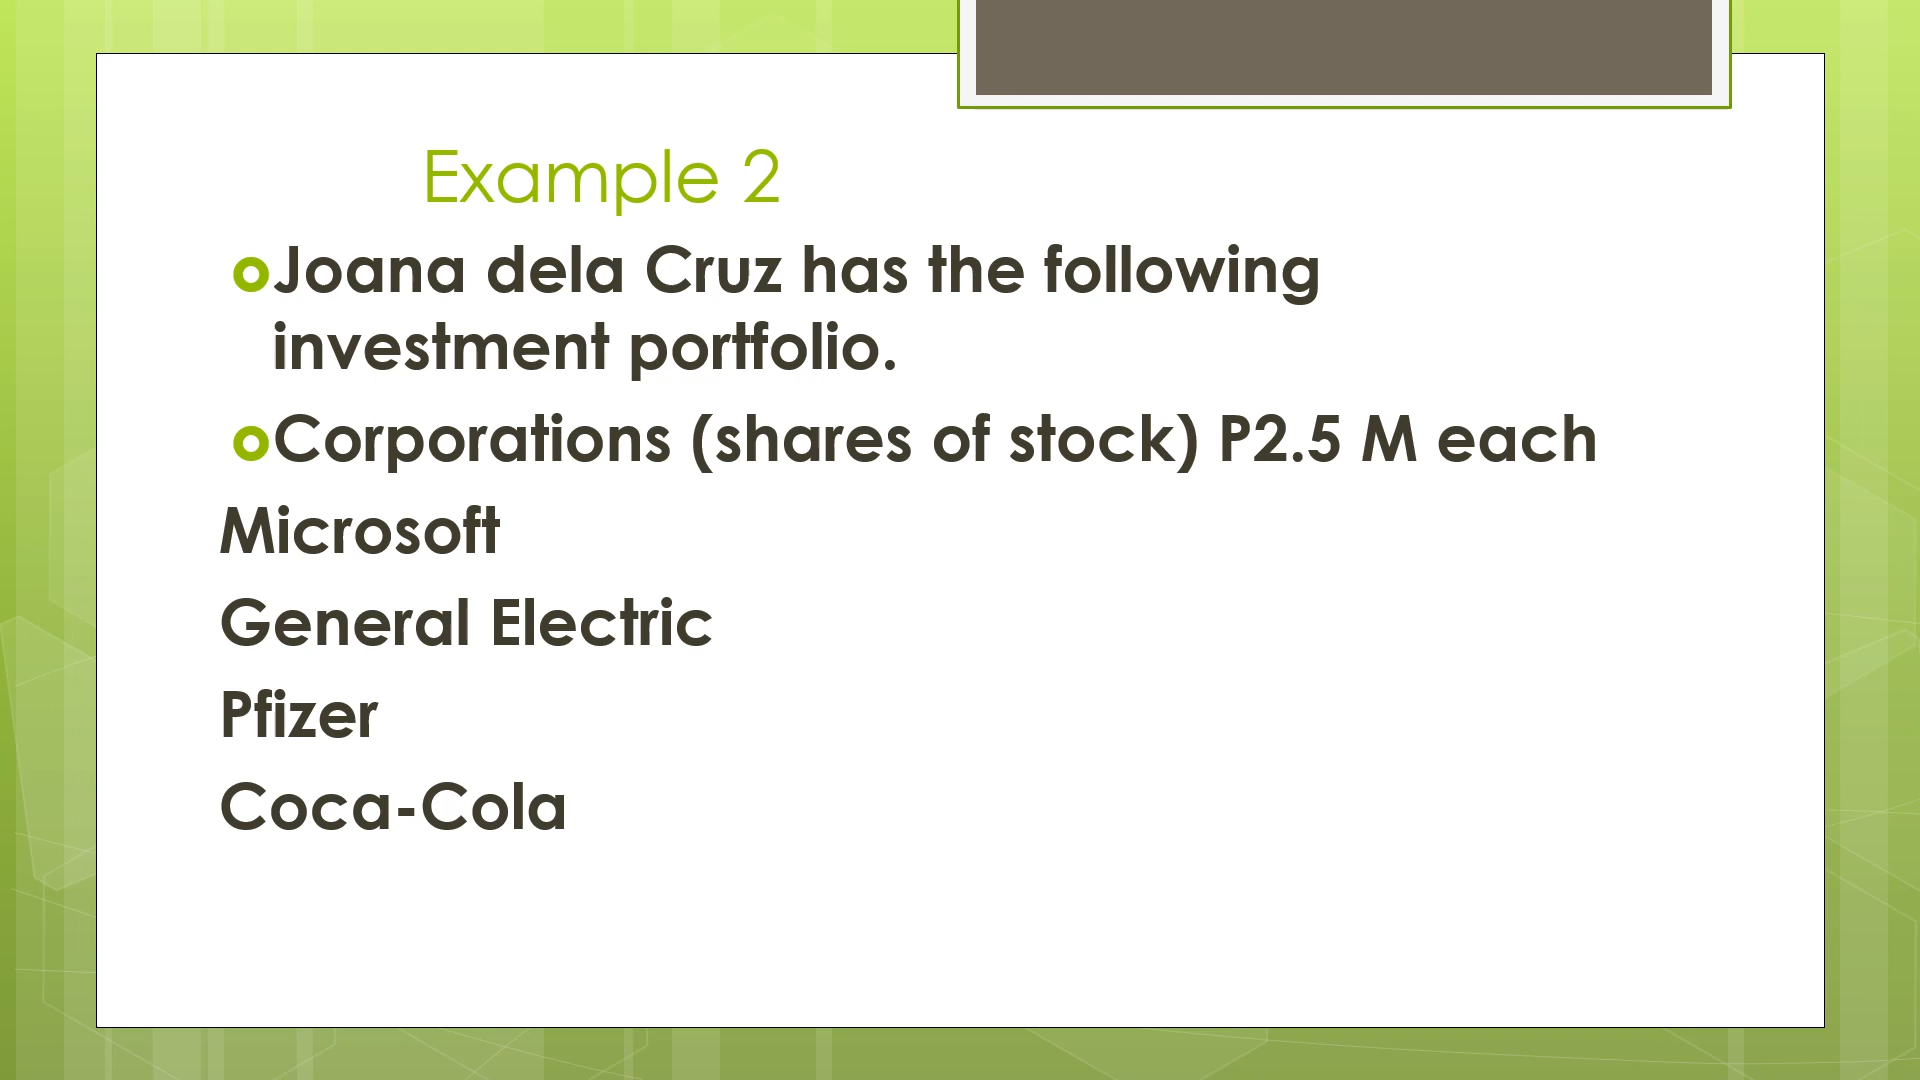 Example 2
Joana dela Cruz has the following
investment portfolio.
Corporations (shares of stock) P2.5 M each
Microsoft
General Electric
Pfizer
Coca-Cola